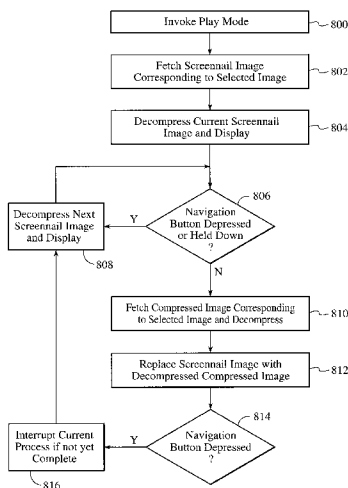 Invoke Play Mode
800
Fetch Screennail Image
Corresponding to Selected Image
802
Decompress Current Screennail
Image and Display
804
806
Navigation
Button Depressed
or Held Down
?
Y
N
Decompress Next
Screennail Image
and Display
808
Fetch Compressed Image Corresponding
to Selected Image and Decompress
810
Replace Screennail Image with
Decompressed Compressed Image
812
814
Navigation
Button Depressed
?
Y
Interrupt Current
Process if not yet
Complete
816